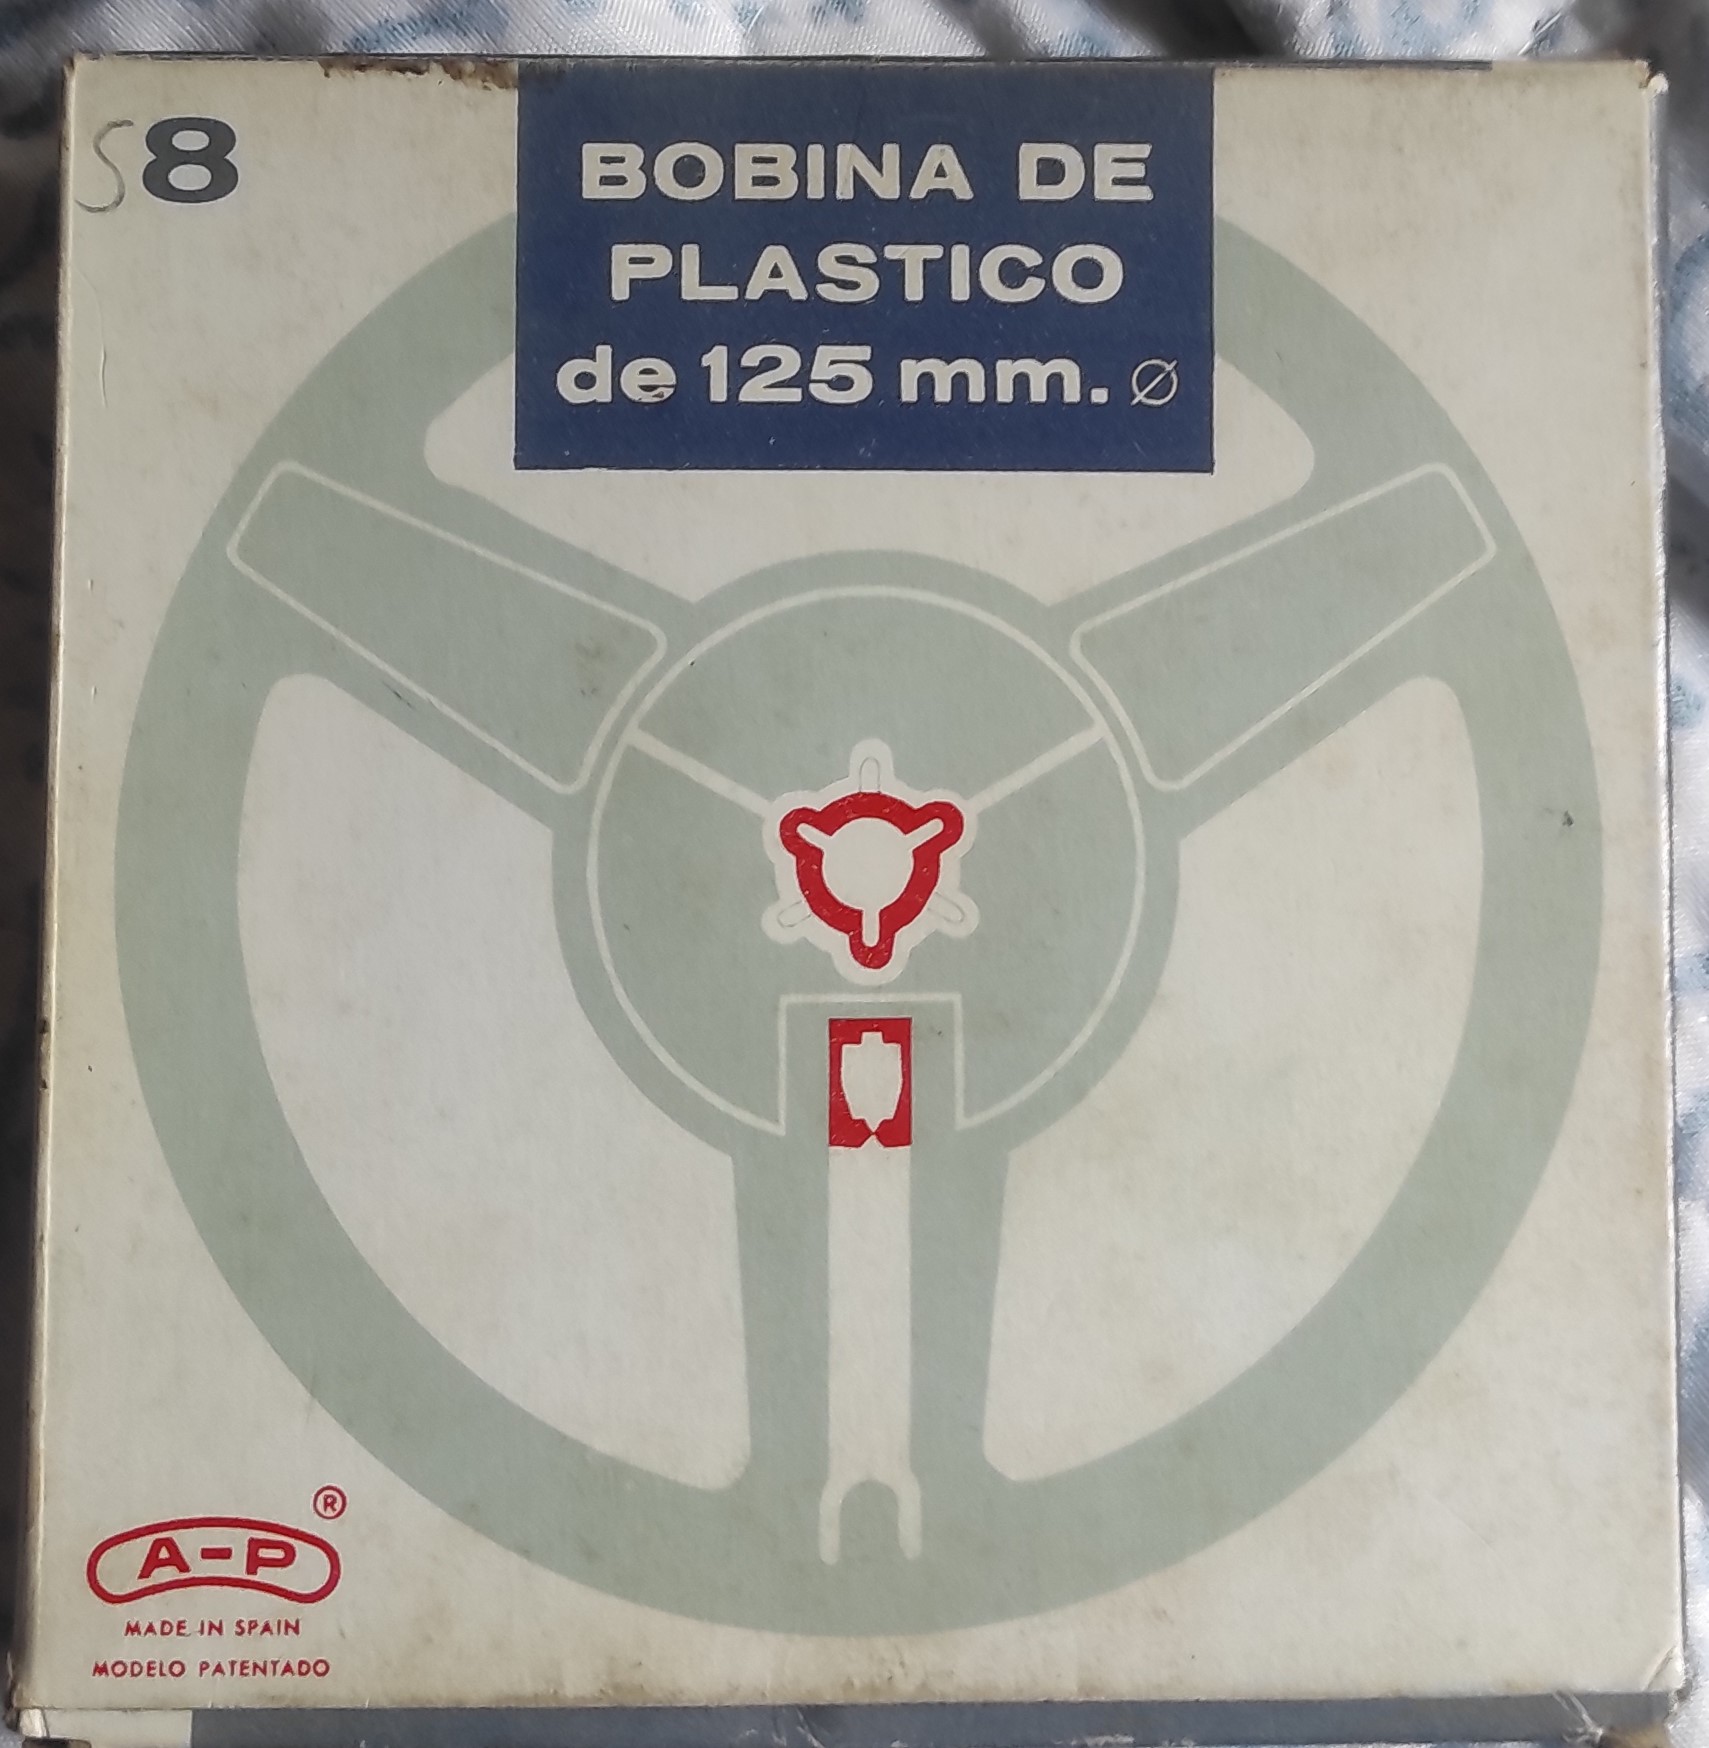 S8
BOBINA DE
PLASTICO
de 125 mm. ∅
A-P ®
MADE IN SPAIN
MODELO PATENTADO